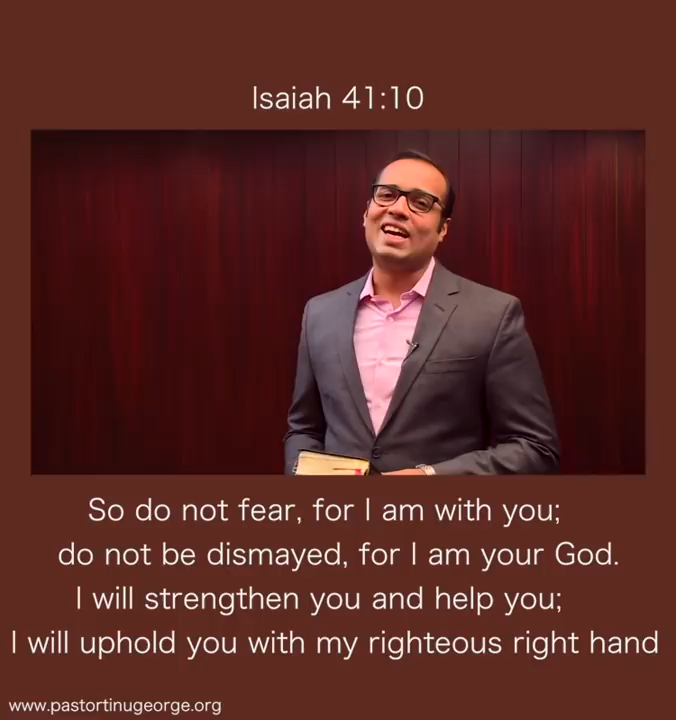 Isaiah 41:10
So do not fear, for I am with you;
do not be dismayed, for I am your God.
I will strengthen you and help you;
I will uphold you with my righteous right hand
www.pastortinugeorge.org